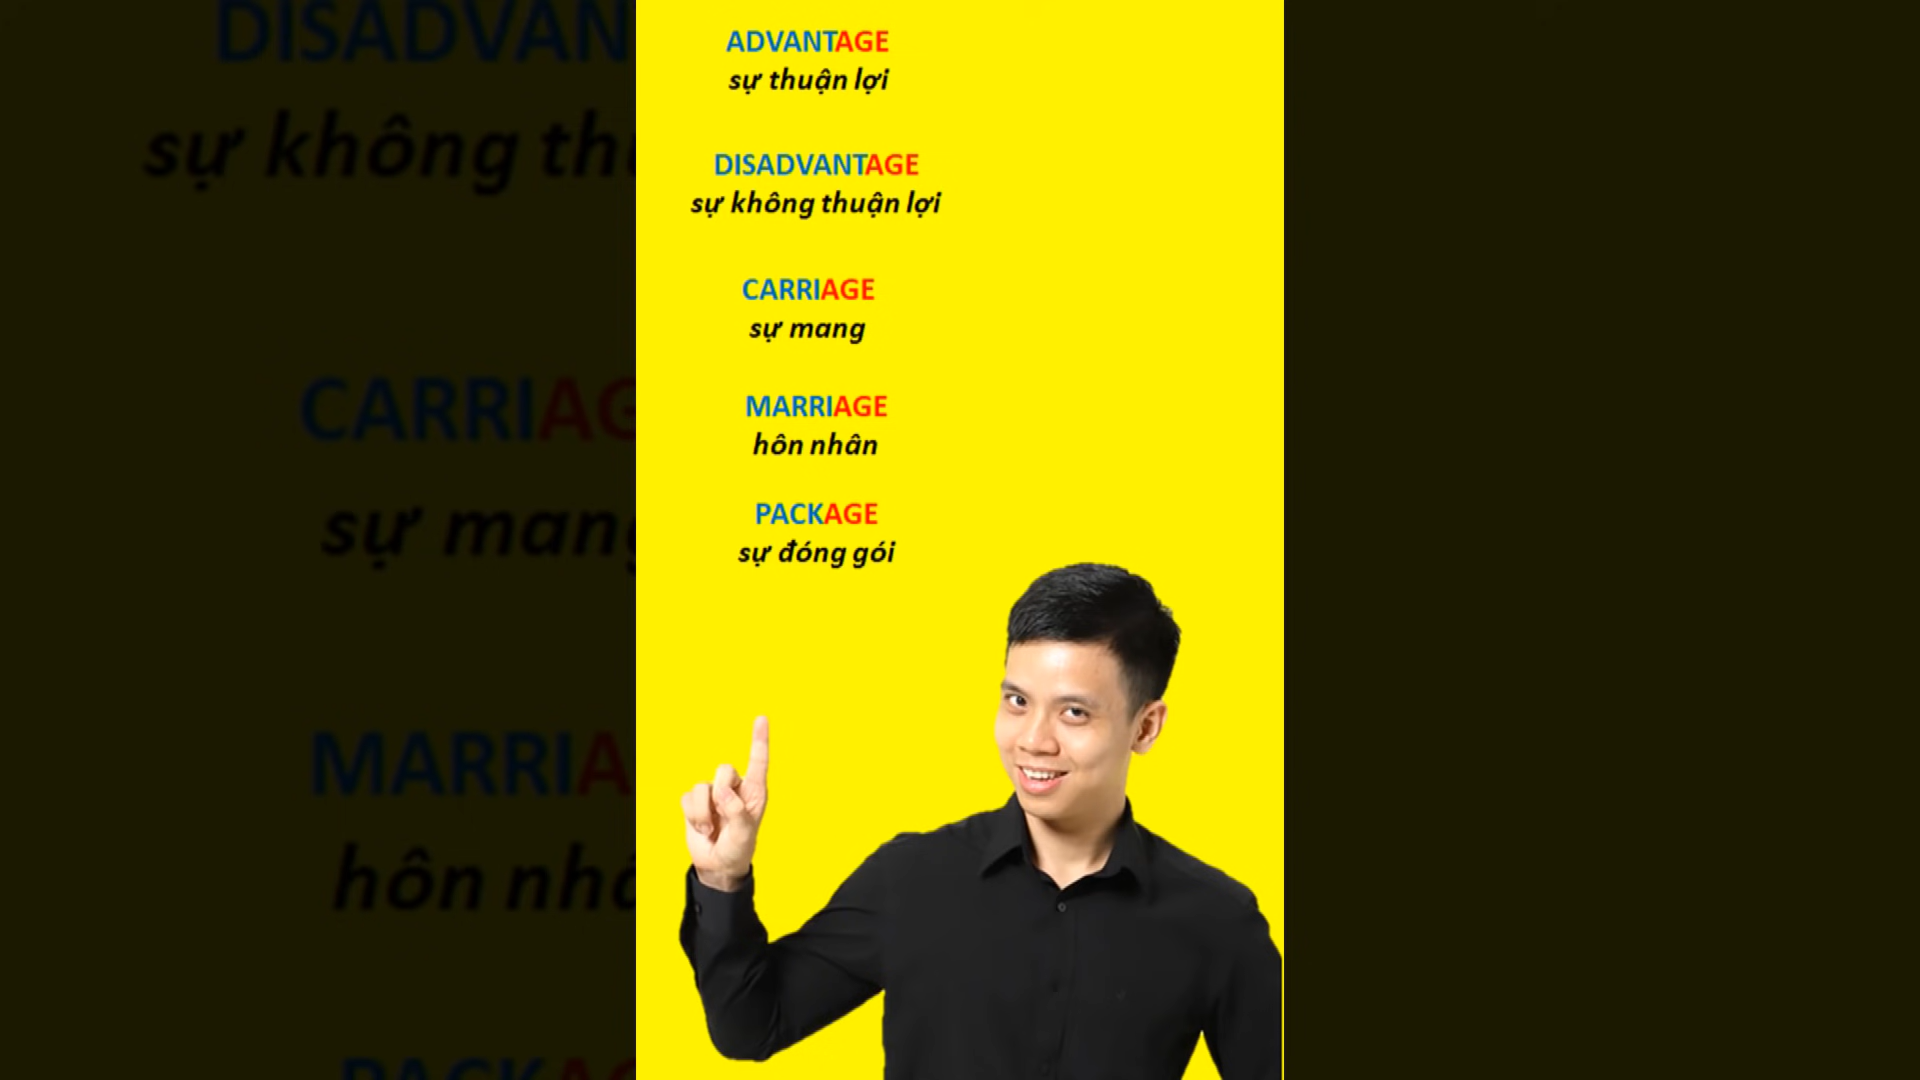 ADVANTAGE
sự thuận lợi
DISADVANTAGE
sự không thuận lợi
CARRIAGE
sự mang
MARRIAGE
hôn nhân
PACKAGE
sự đóng gói